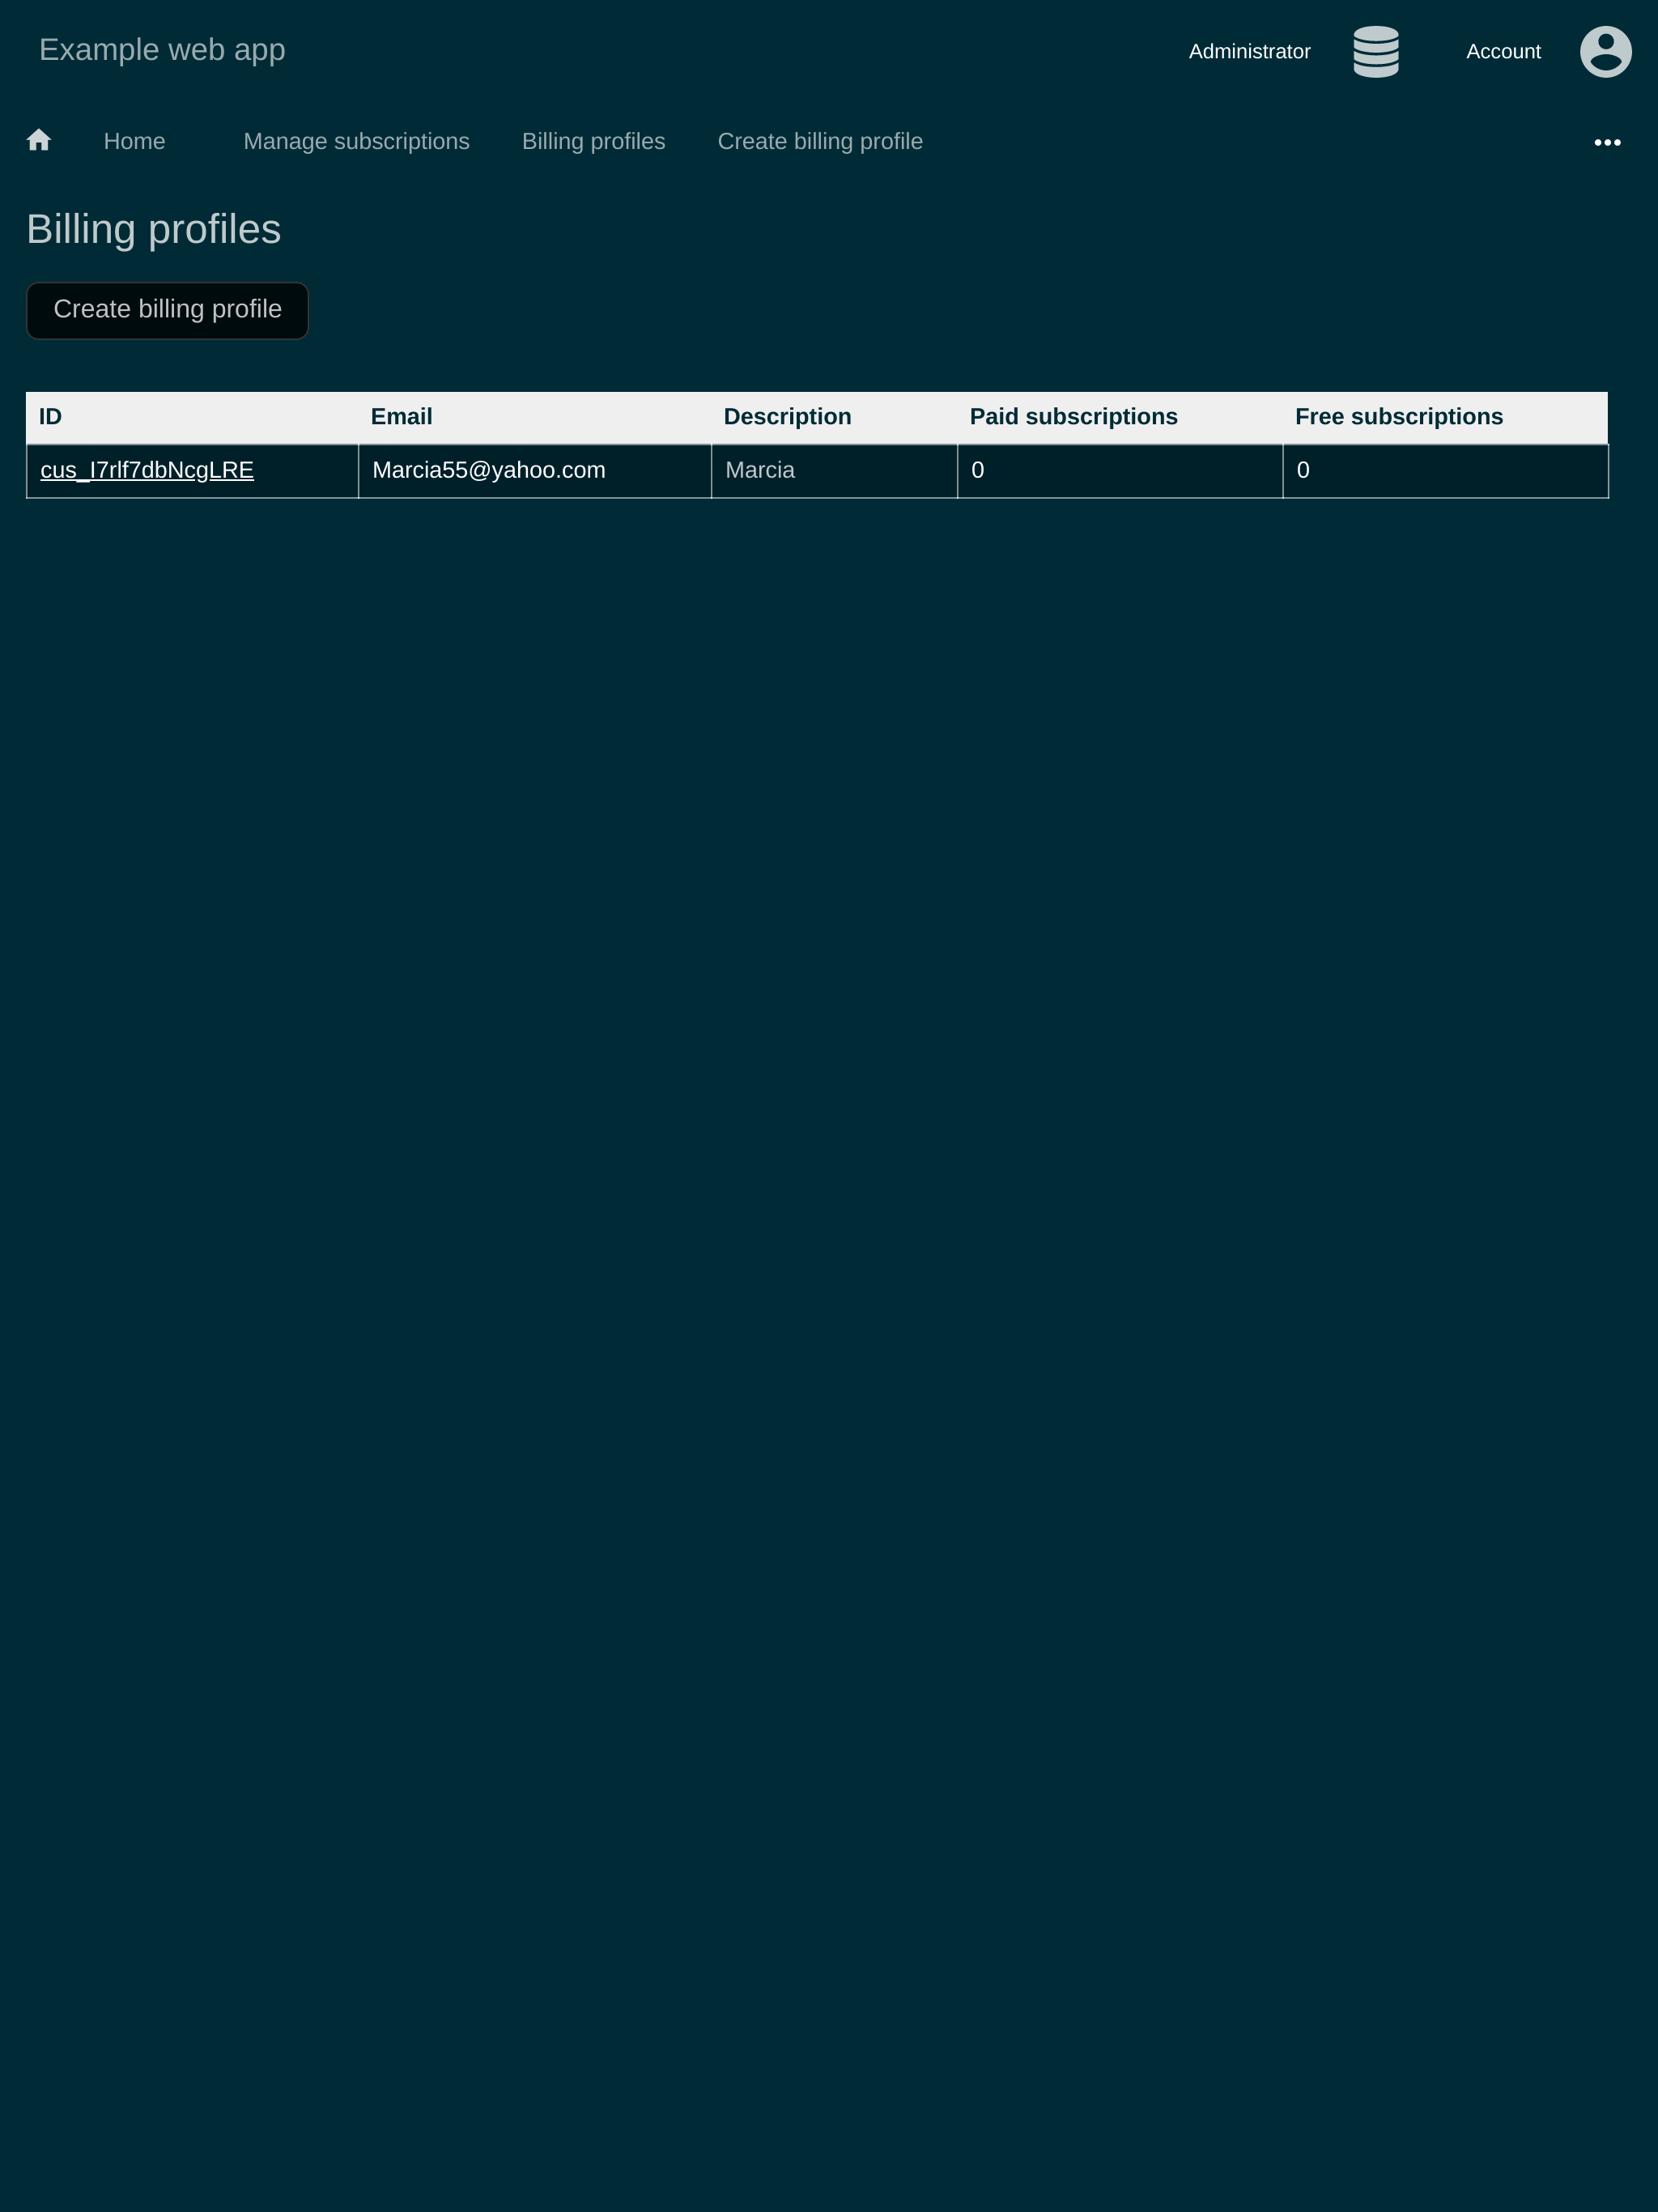 Example web app
Administrator
Account
Home
Manage subscriptions
Billing profiles
Create billing profile
Billing profiles
Create billing profile
ID Email Description Paid subscriptions Free subscriptions
cus_I7rlf7dbNcgLRE Marcia55@yahoo.com Marcia 0 0